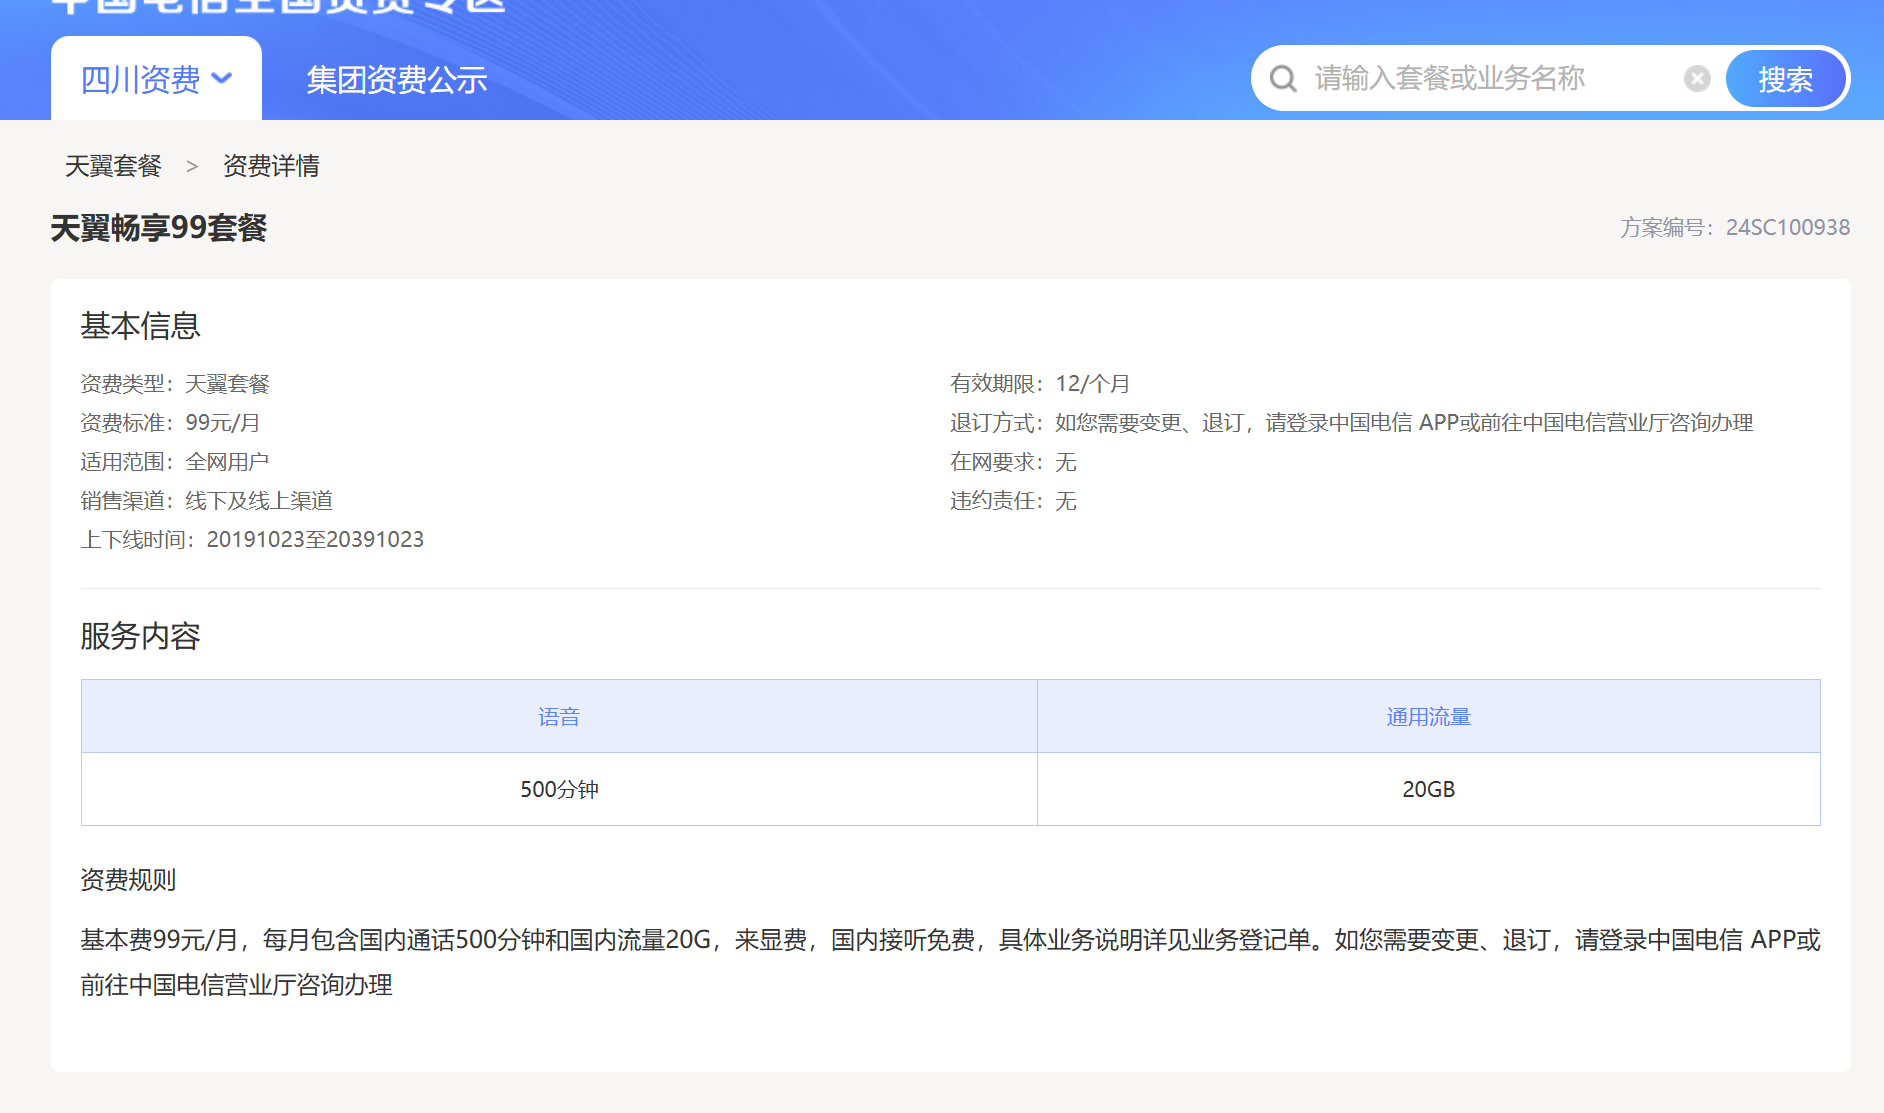 中国电信全国资费专区
四川资费
集团资费公示
请输入套餐或业务名称
搜索
天翼套餐 > 资费详情
天翼畅享99套餐
方案编号：24SC100938
基本信息
资费类型：天翼套餐
有效期限：12/个月
资费标准：99元/月
退订方式：如您需要变更、退订，请登录中国电信 APP或前往中国电信营业厅咨询办理
适用范围：全网用户
在网要求：无
销售渠道：线下及线上渠道
违约责任：无
上下线时间：20191023至20391023
服务内容
语音
通用流量
500分钟
20GB
资费规则
基本费99元/月，每月包含国内通话500分钟和国内流量20G，来显费，国内接听免费，具体业务说明详见业务登记单。如您需要变更、退订，请登录中国电信 APP或
前往中国电信营业厅咨询办理